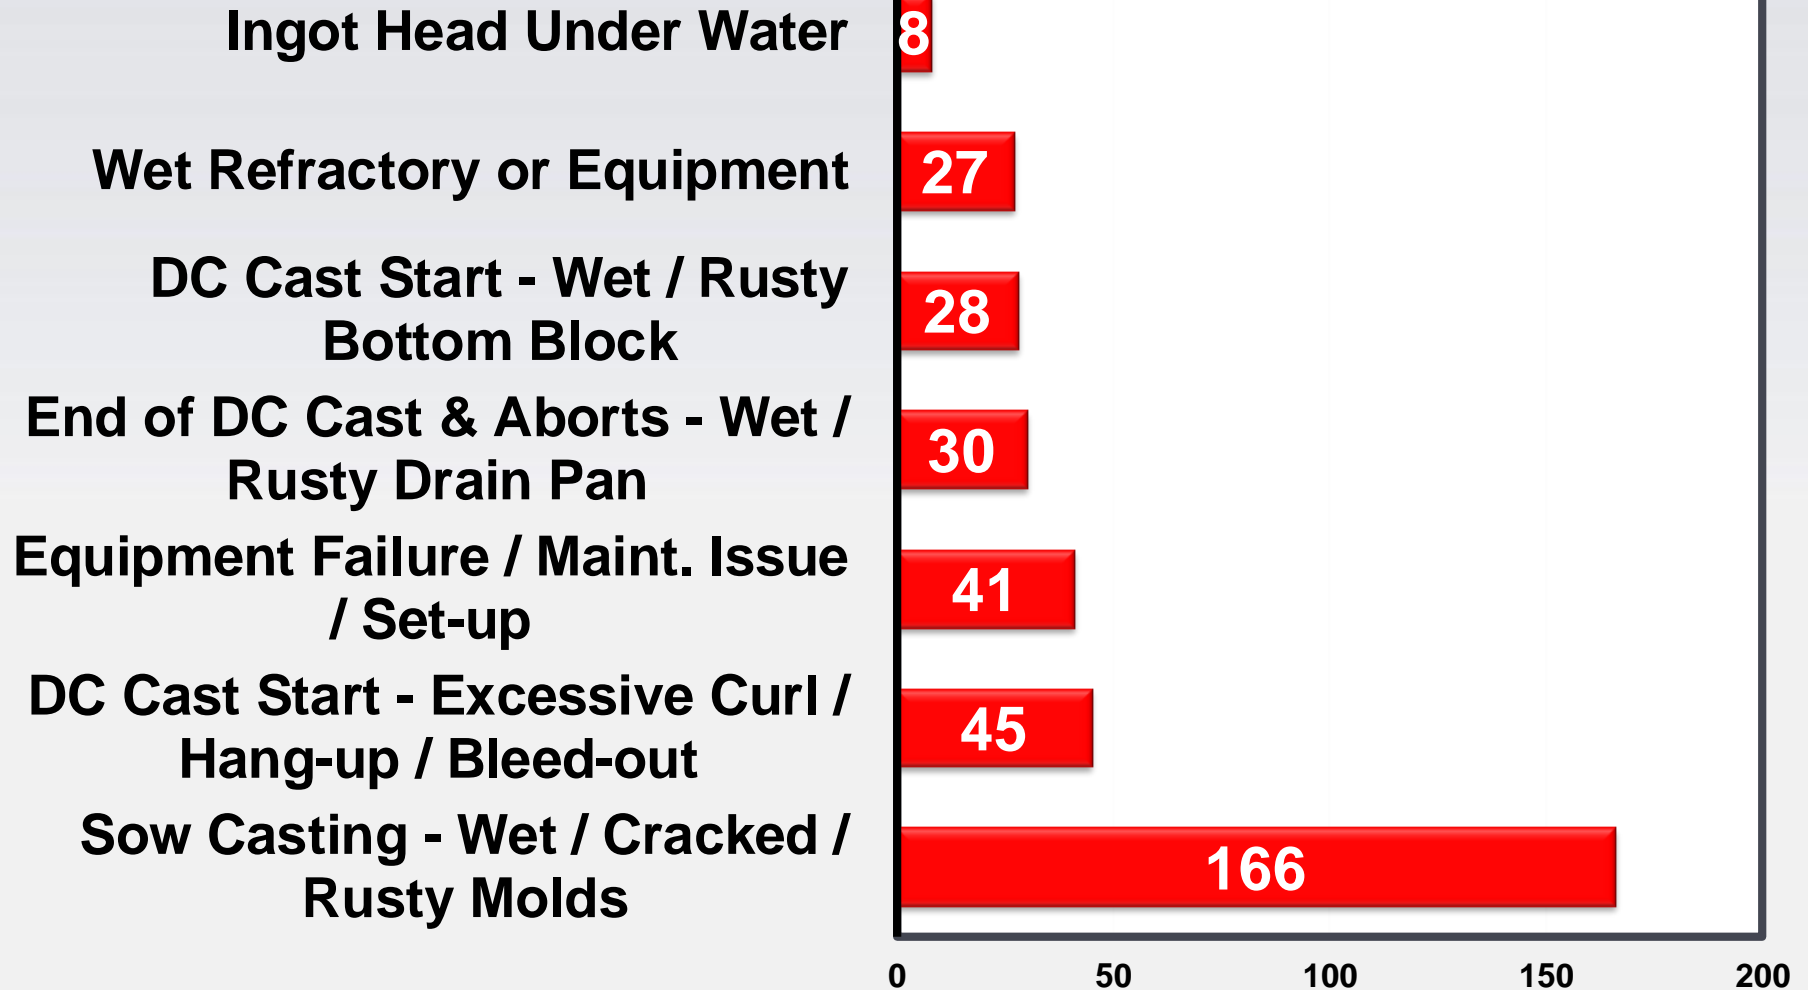 Ingot Head Under Water
8
Wet Refractory or Equipment
27
DC Cast Start - Wet / Rusty
Bottom Block
28
End of DC Cast & Aborts - Wet /
Rusty Drain Pan
30
Equipment Failure / Maint. Issue
/ Set-up
41
DC Cast Start - Excessive Curl /
Hang-up / Bleed-out
45
Sow Casting - Wet / Cracked /
Rusty Molds
166
0 50 100 150 200